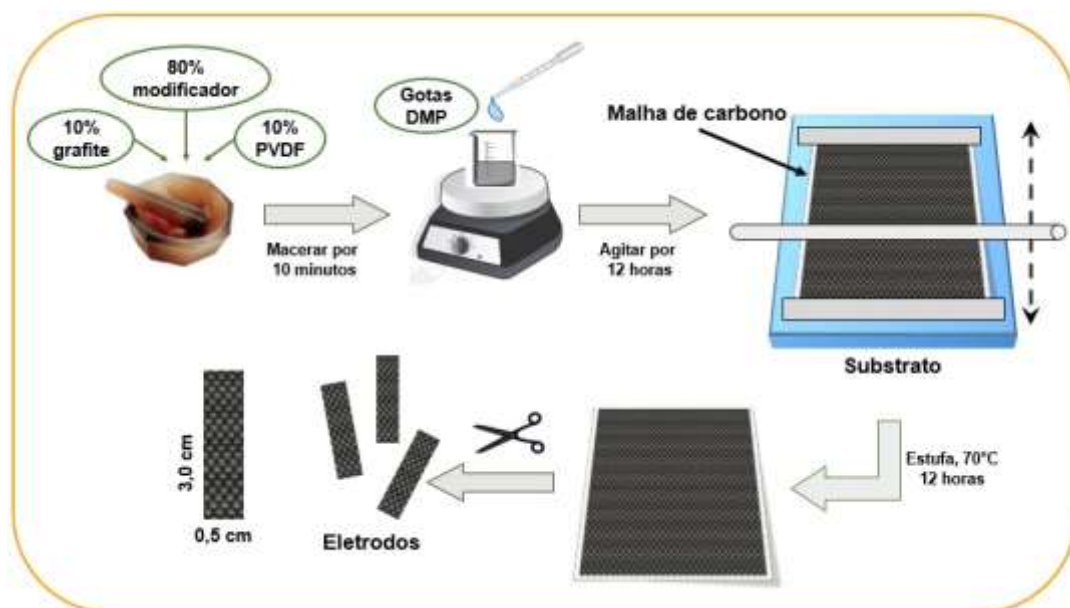 80%
modificador
10%
grafite
10%
PVDF
Macerar por
10 minutos
Gotas
DMP
Agitar por
12 horas
Malha de carbono
Substrato
Estufa, 70°C
12 horas
Eletrodos
3,0 cm
0,5 cm